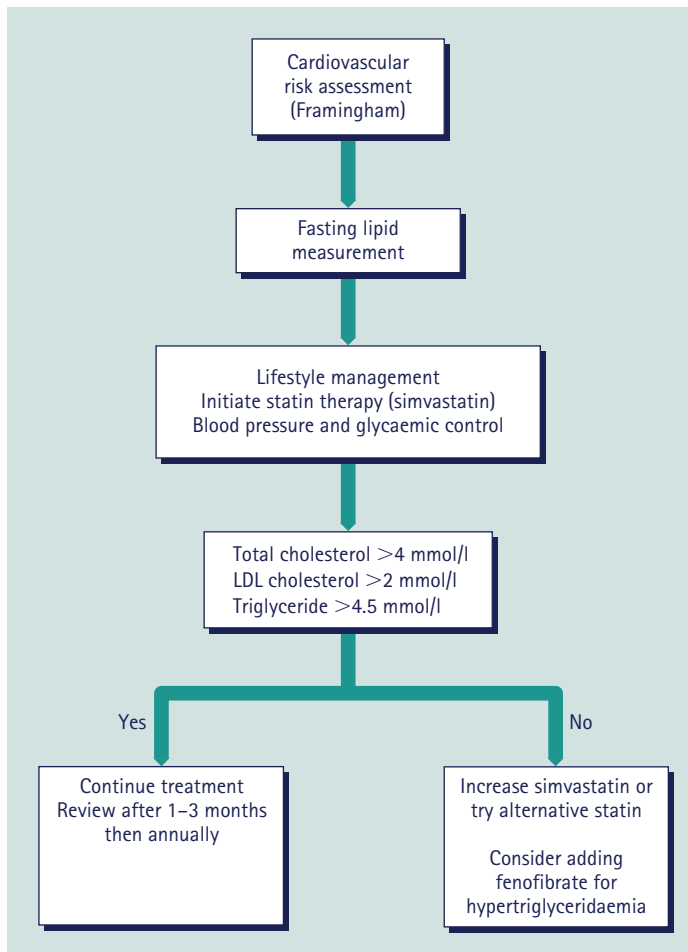 Cardiovascular
risk assessment
(Framingham)
Fasting lipid
measurement
Lifestyle management
Initiate statin therapy (simvastatin)
Blood pressure and glycaemic control
Total cholesterol >4 mmol/l
LDL cholesterol >2 mmol/l
Triglyceride >4.5 mmol/l
Yes
No
Continue treatment
Review after 1–3 months
then annually
Increase simvastatin or
try alternative statin
Consider adding
fenofibrate for
hypertriglyceridaemia